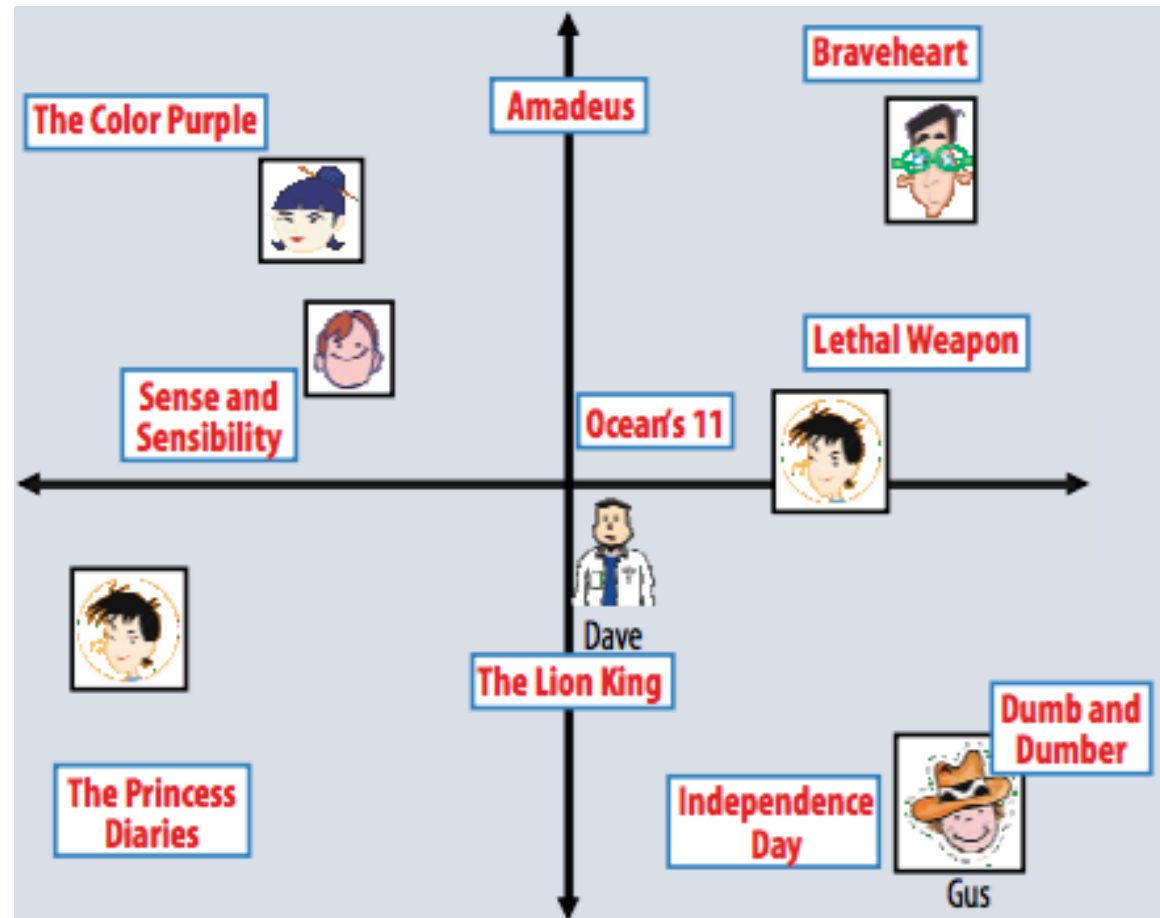 Braveheart
Amadeus
The Color Purple
Lethal Weapon
Sense and
Sensibility
Ocean's 11
Dave
The Lion King
Dumb and
Dumber
The Princess
Diaries
Independence
Day
Gus